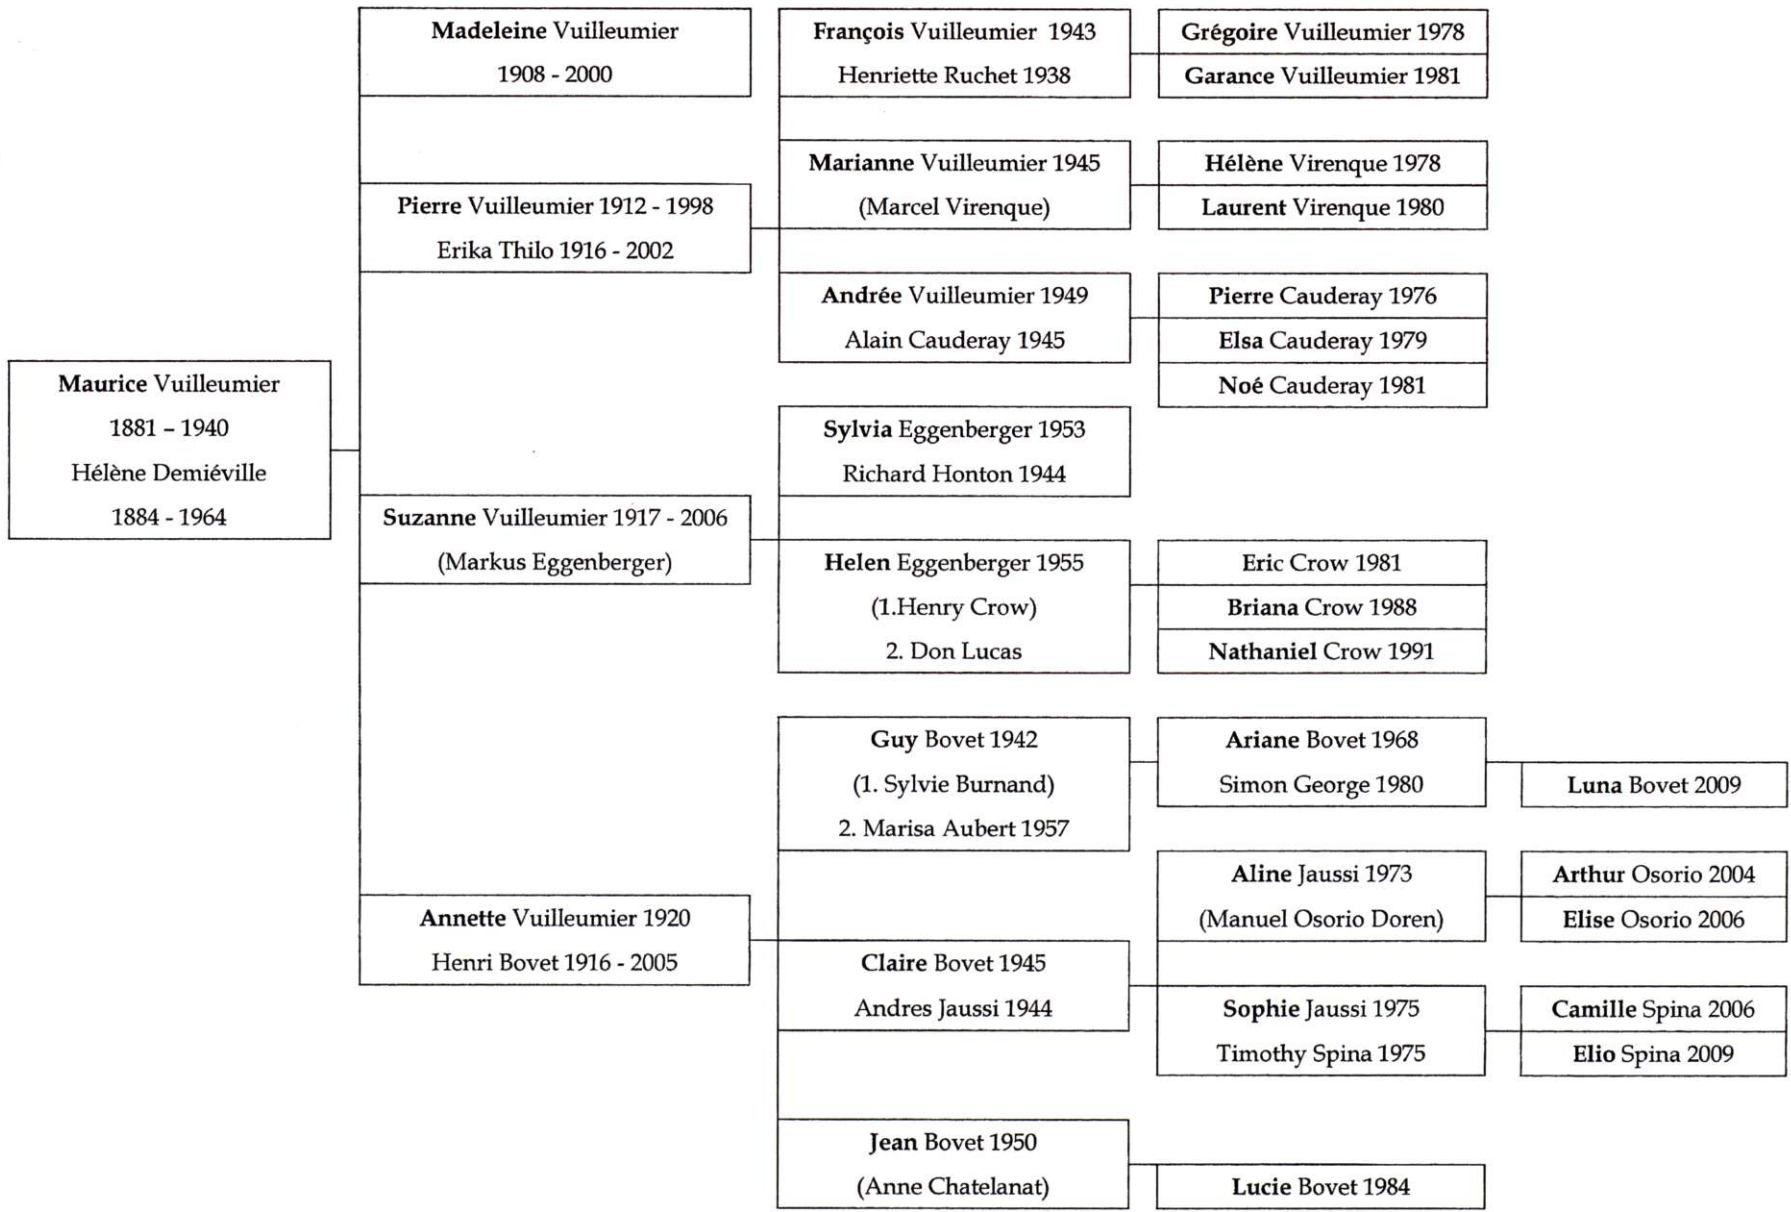 Maurice Vuilleumier
1881 – 1940
Hélène Demiéville
1884 - 1964
Madeleine Vuilleumier
1908 - 2000
Pierre Vuilleumier 1912 - 1998
Erika Thilo 1916 - 2002
Suzanne Vuilleumier 1917 - 2006
(Markus Eggenberger)
Annette Vuilleumier 1920
Henri Bovet 1916 - 2005
François Vuilleumier 1943
Henriette Ruchet 1938
Marianne Vuilleumier 1945
(Marcel Virenque)
Andrée Vuilleumier 1949
Alain Cauderay 1945
Sylvia Eggenberger 1953
Richard Honton 1944
Helen Eggenberger 1955
(1.Henry Crow)
2. Don Lucas
Guy Bovet 1942
(1. Sylvie Burnand)
2. Marisa Aubert 1957
Claire Bovet 1945
Andres Jaussi 1944
Jean Bovet 1950
(Anne Chatelanat)
Grégoire Vuilleumier 1978
Garance Vuilleumier 1981
Hélène Virenque 1978
Laurent Virenque 1980
Pierre Cauderay 1976
Elsa Cauderay 1979
Noé Cauderay 1981
Eric Crow 1981
Briana Crow 1988
Nathaniel Crow 1991
Ariane Bovet 1968
Simon George 1980
Aline Jaussi 1973
(Manuel Osorio Doren)
Sophie Jaussi 1975
Timothy Spina 1975
Lucie Bovet 1984
Luna Bovet 2009
Arthur Osorio 2004
Elise Osorio 2006
Camille Spina 2006
Elio Spina 2009